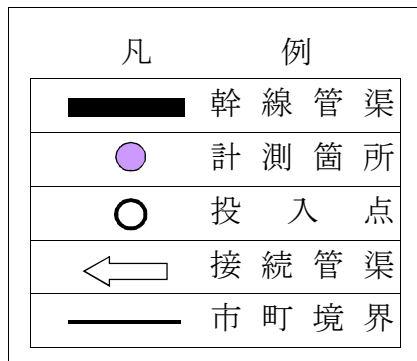 凡例
幹線管渠
計測箇所
投入点
接続管渠
市町境界